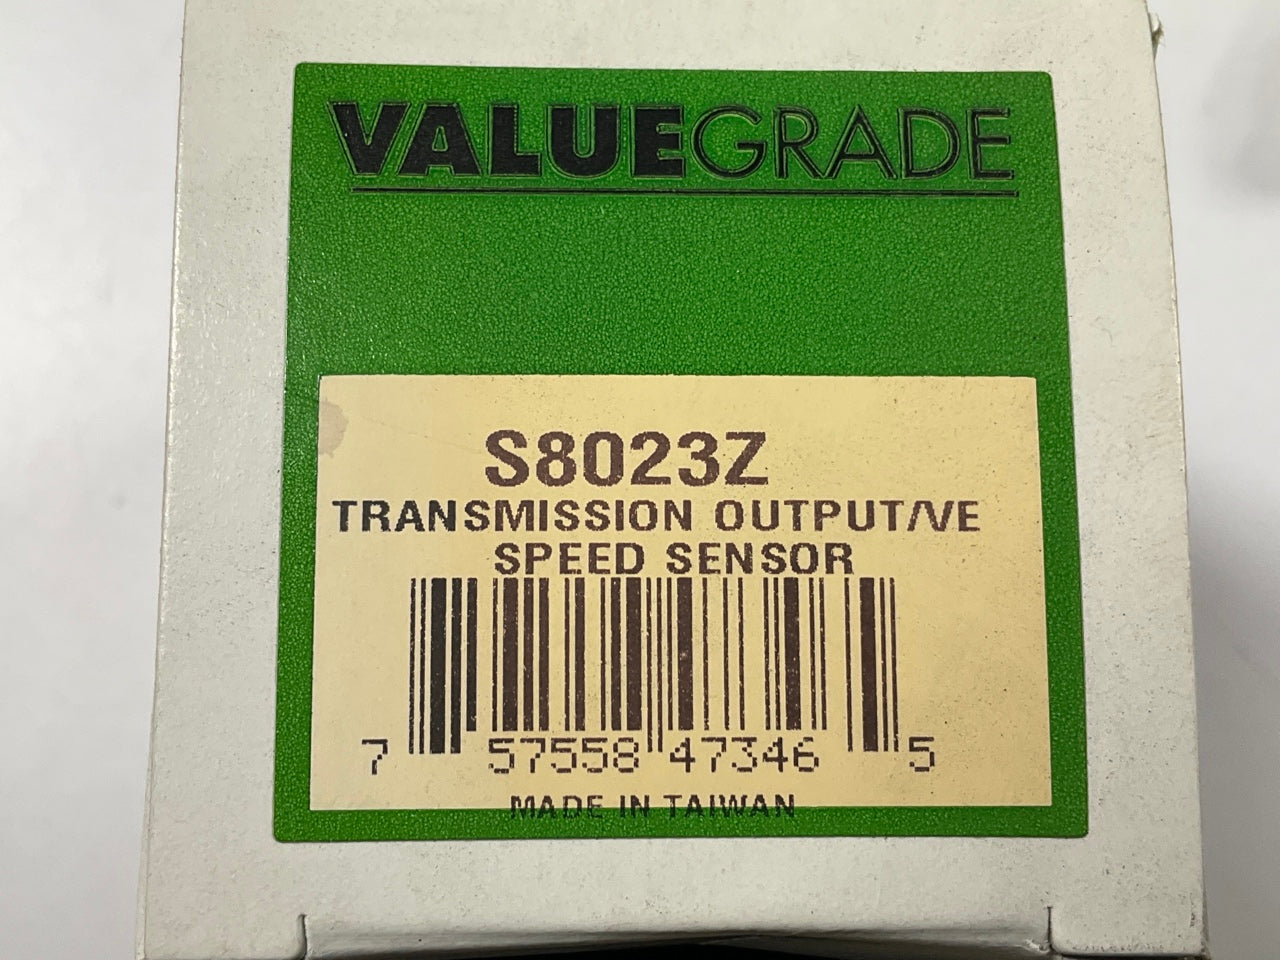 VALUEGRADE
S8023Z
TRANSMISSION OUTPUT/VE
SPEED SENSOR
7 57558 47346 5
MADE IN TAIWAN